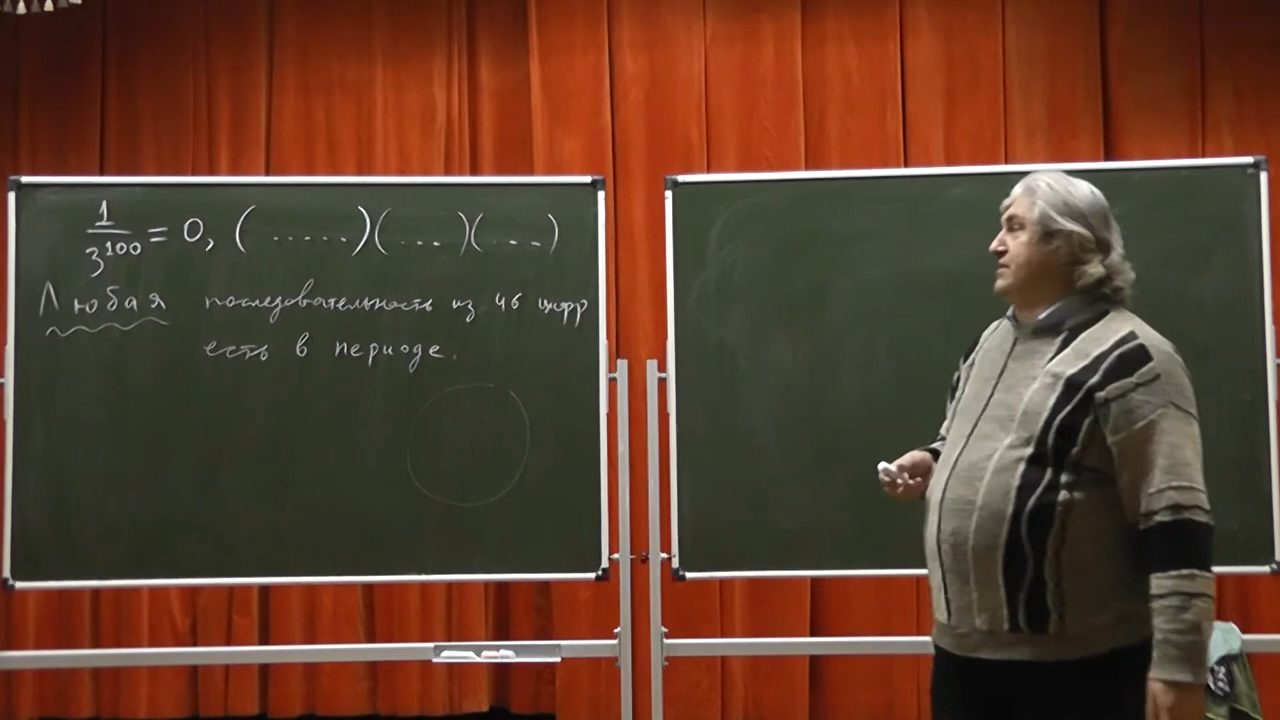 1/3^100 = 0, (.....)(...)(...)
Любая последовательность из 46 цифр
есть в периоде.